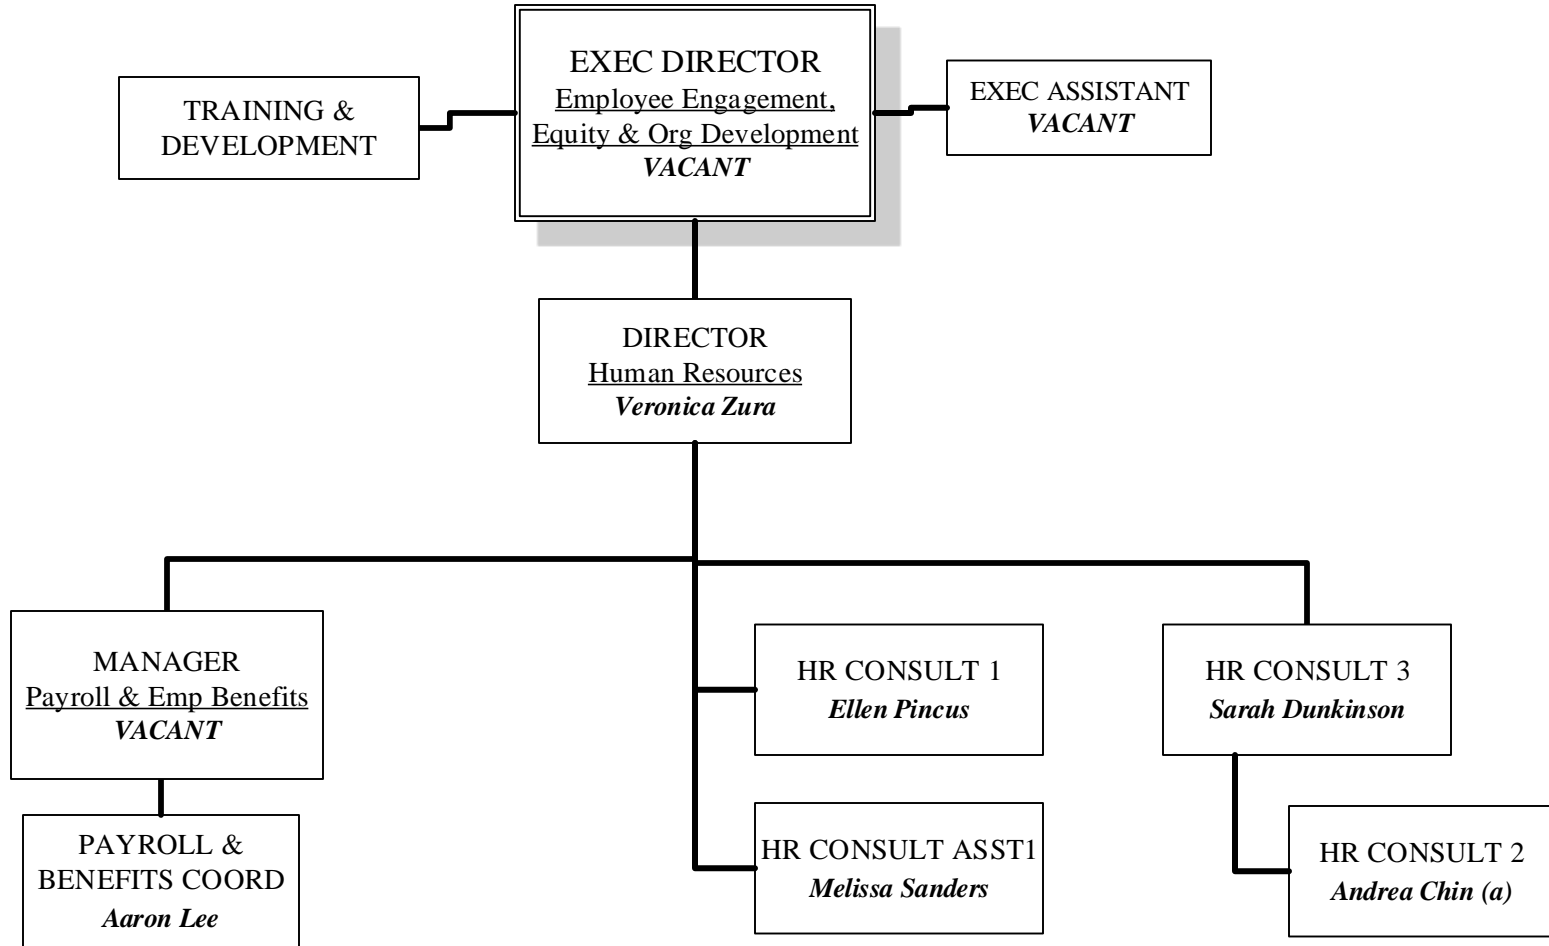 EXEC DIRECTOR
Employee Engagement,
Equity & Org Development
VACANT
TRAINING &
DEVELOPMENT
EXEC ASSISTANT
VACANT
DIRECTOR
Human Resources
Veronica Zura
MANAGER
Payroll & Emp Benefits
VACANT
PAYROLL &
BENEFITS COORD
Aaron Lee
HR CONSULT 1
Ellen Pincus
HR CONSULT ASST1
Melissa Sanders
HR CONSULT 3
Sarah Dunkinson
HR CONSULT 2
Andrea Chin (a)